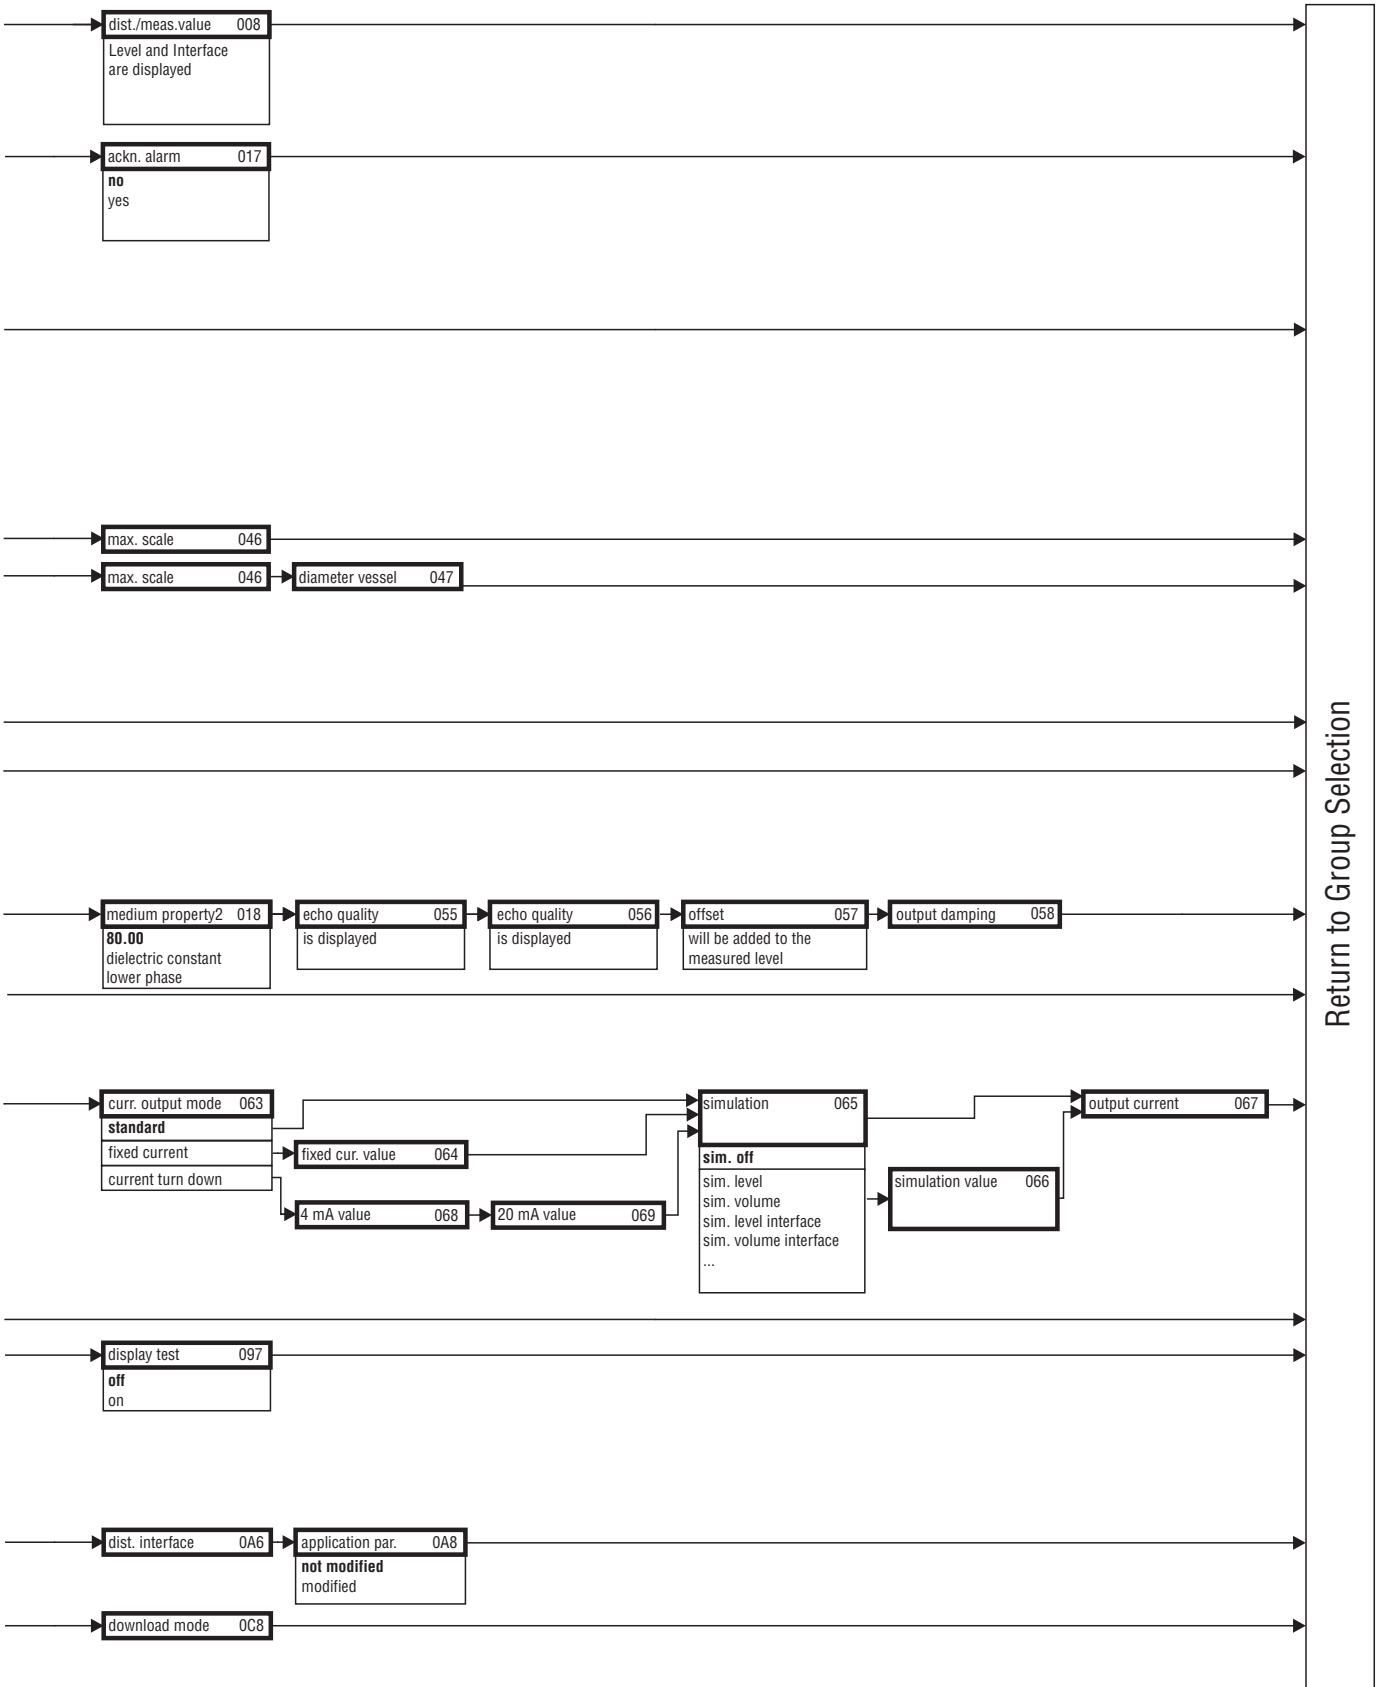 dist./meas.value 008
Level and Interface
are displayed
ackn. alarm 017
no
yes
max. scale 046
max. scale 046
diameter vessel 047
medium property2 018
80.00
dielectric constant
lower phase
echo quality 055
is displayed
echo quality 056
is displayed
offset 057
will be added to the
measured level
output damping 058
curr. output mode 063
standard
fixed current
current turn down
fixed cur. value 064
4 mA value 068
20 mA value 069
simulation 065
sim. off
sim. level
sim. volume
sim. level interface
sim. volume interface
...
simulation value 066
output current 067
display test 097
off
on
dist. interface 0A6
application par. 0A8
not modified
modified
download mode 0C8
Return to Group Selection